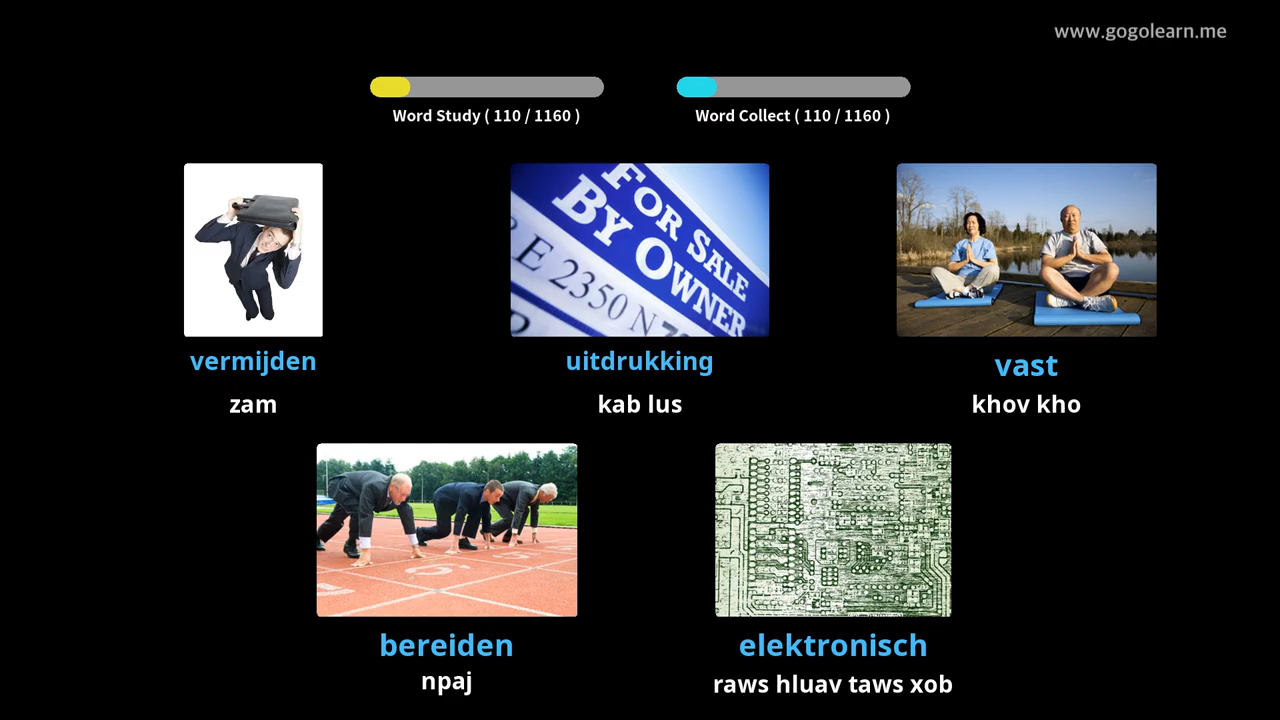 www.gogolearn.me
Word Study ( 110 / 1160 )
Word Collect ( 110 / 1160 )
FOR SALE
BY OWNER
E 2350 N
vermijden
uitdrukking
vast
zam
kab lus
khov kho
bereiden
elektronisch
npaj
raws hluav taws xob